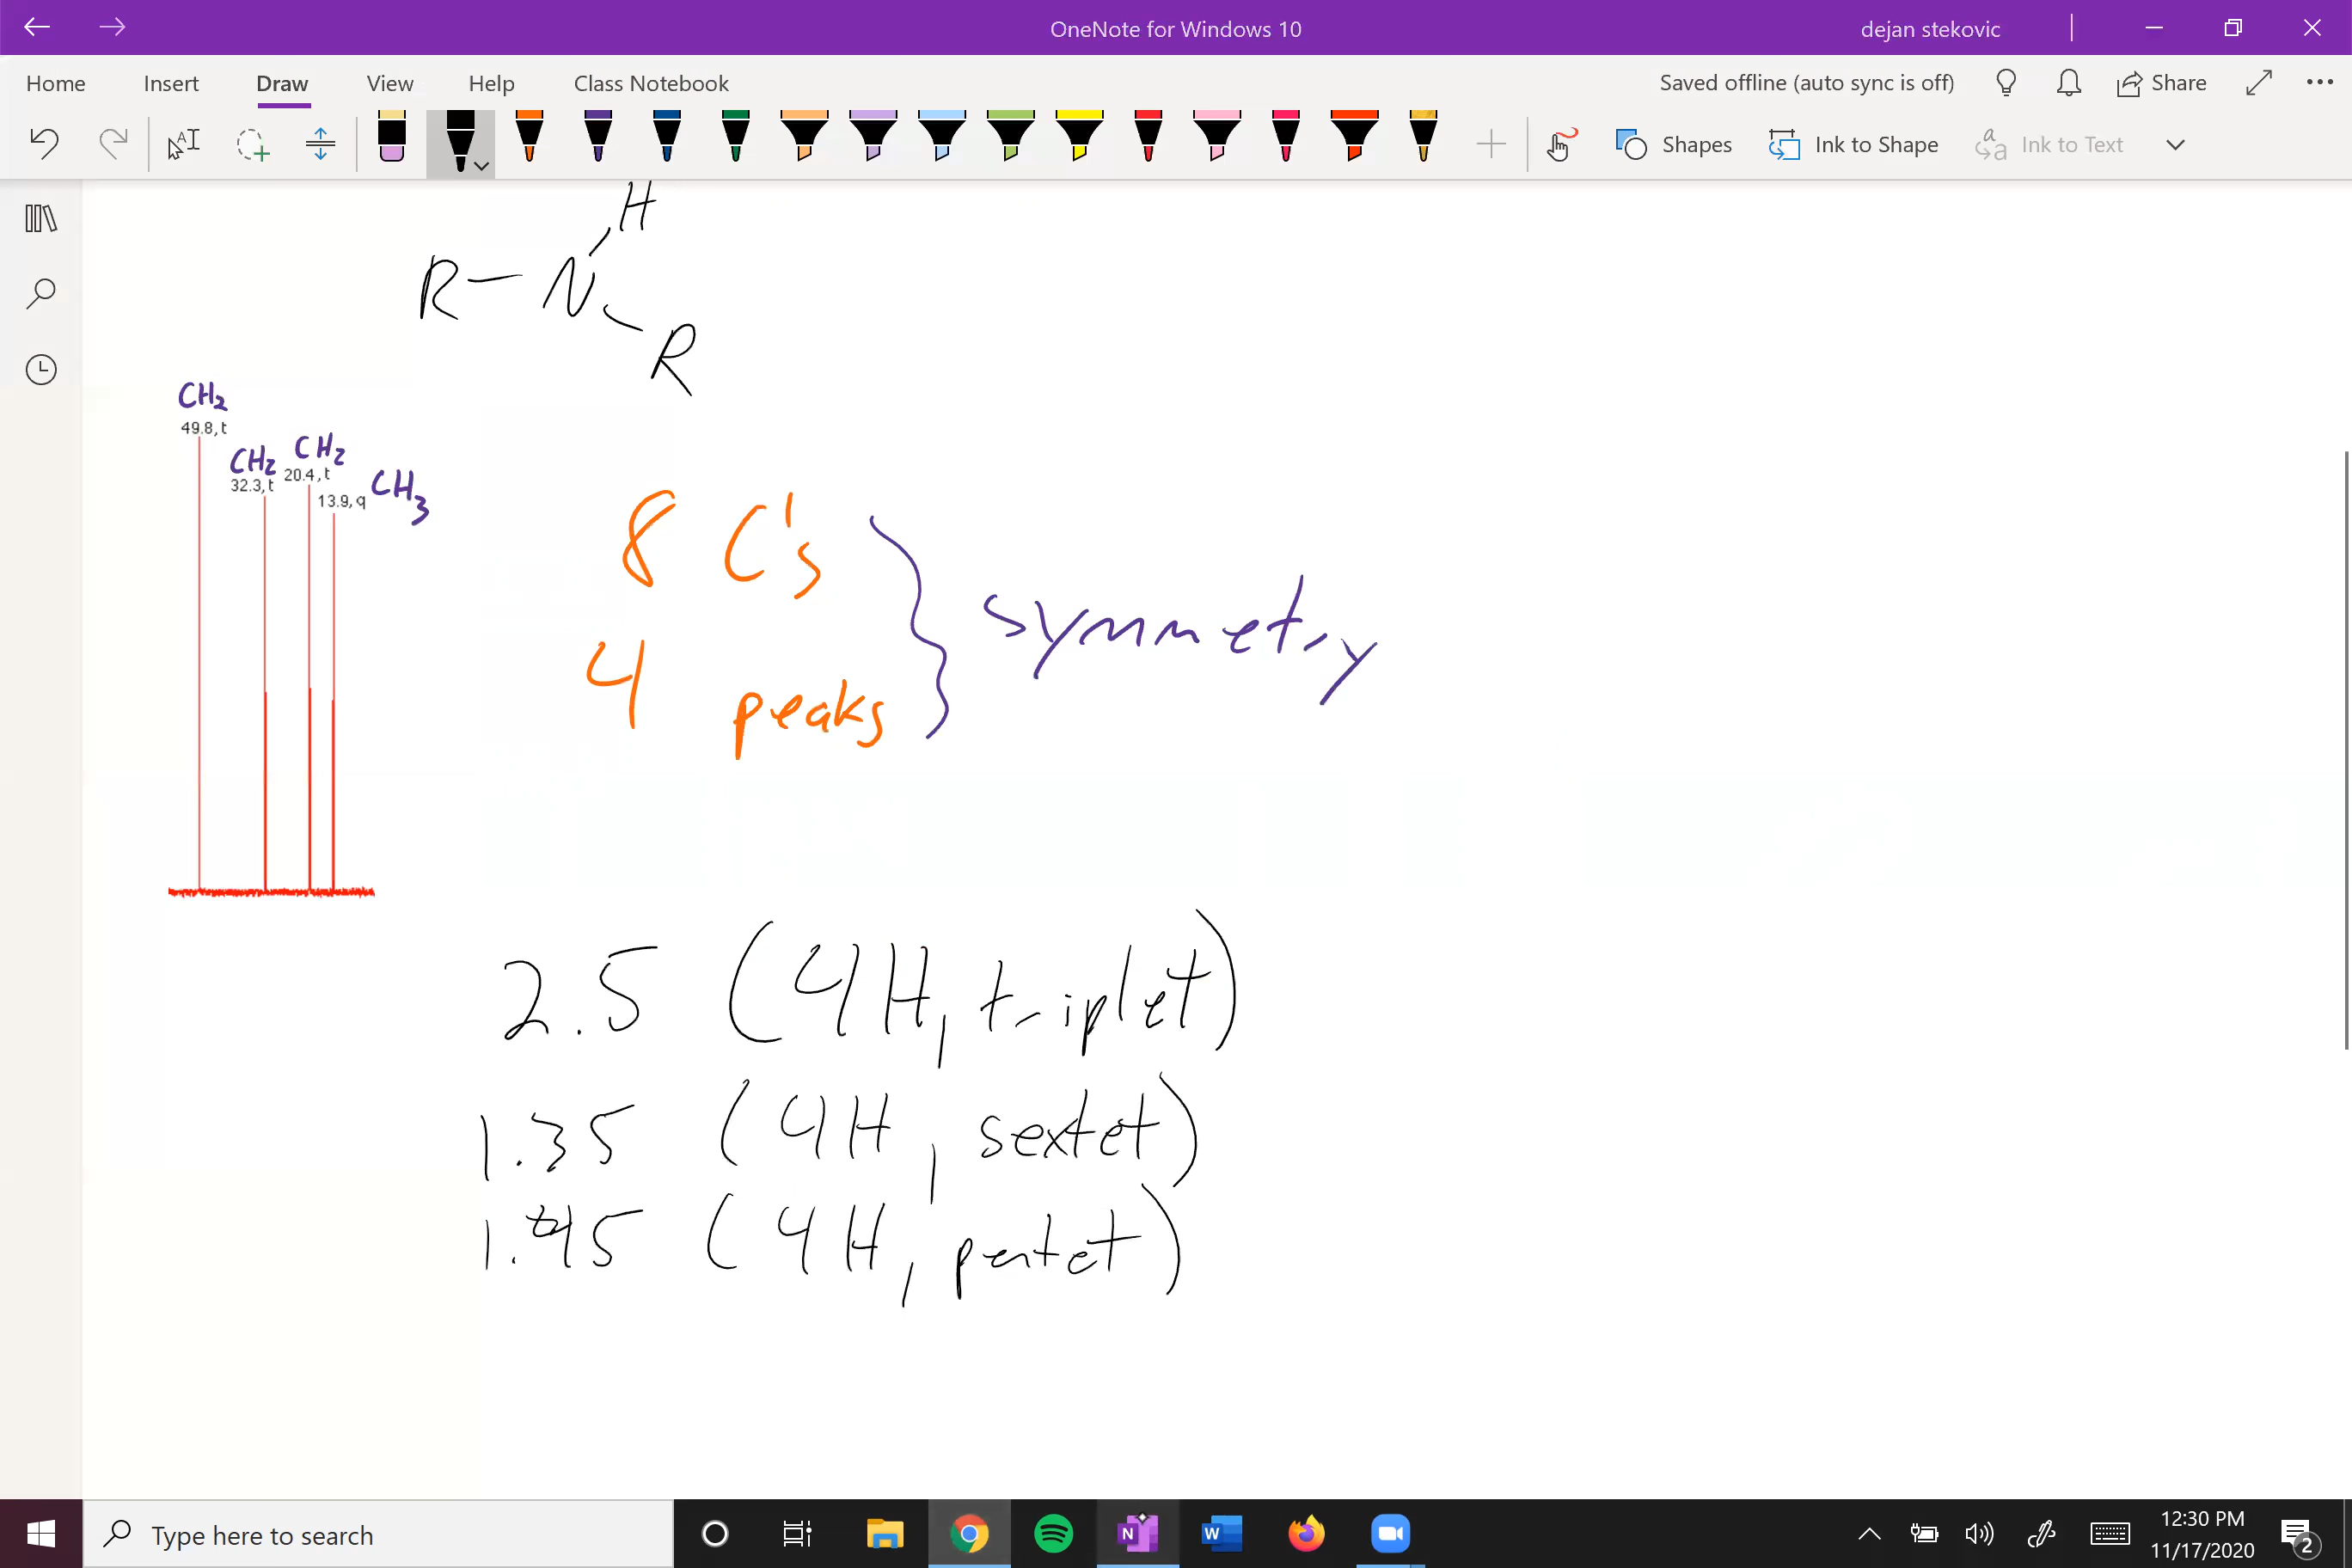 OneNote for Windows 10
dejan stekovic
Home Insert Draw View Help Class Notebook
Saved offline (auto sync is off)
Share
Shapes
Ink to Shape
Ink to Text
H
R-N
R
CH2
49.8, t
CH2
32.3, t
CH2
20.4, t
CH3
13.9, q
8 C's
4 peaks
symmetry
2.5 (4H, triplet)
1.35 (4H, sextet)
1.45 (4H, pentet)
Type here to search
12:30 PM
11/17/2020
2